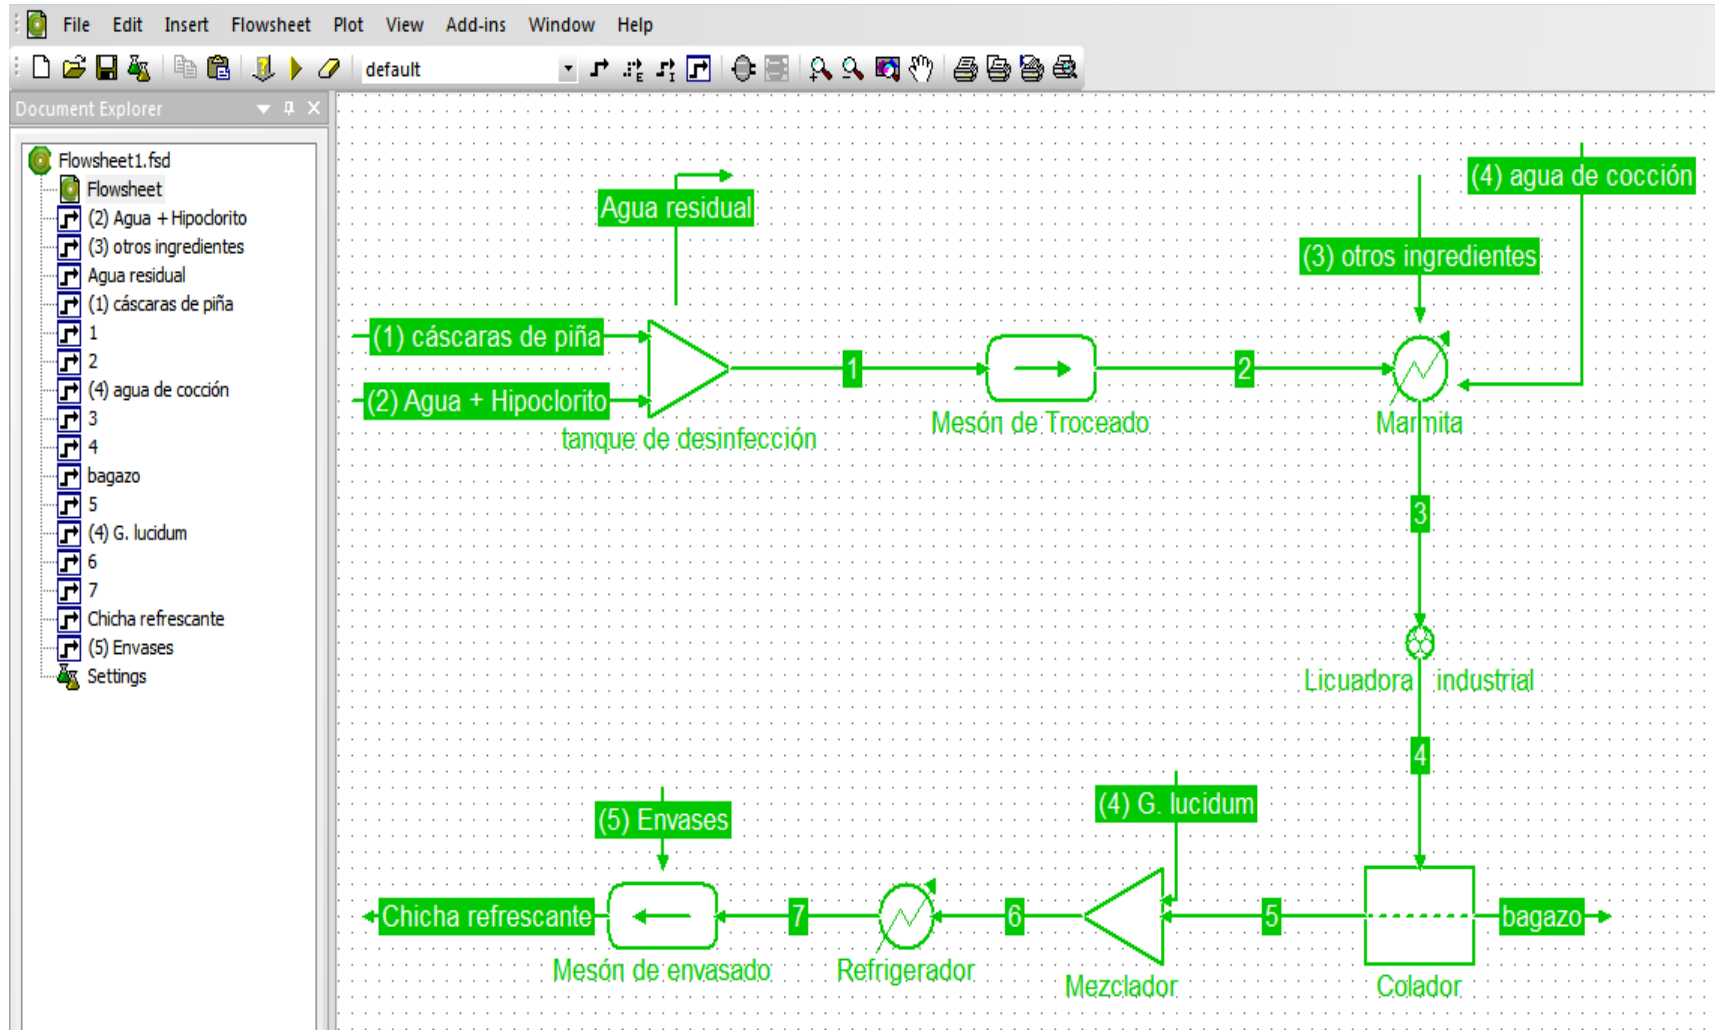 File Edit Insert Flowsheet Plot View Add-ins Window Help
default
Document Explorer
Flowsheet1.fsd
Flowsheet
(2) Agua + Hipoclorito
(3) otros ingredientes
Agua residual
(1) cáscaras de piña
1
2
(4) agua de cocción
3
4
bagazo
5
(4) G. lucidum
6
7
Chicha refrescante
(5) Envases
Settings
(4) agua de cocción
Agua residual
(3) otros ingredientes
(1) cáscaras de piña
1
2
(2) Agua + Hipoclorito
tanque de desinfección
Mesón de Troceado
Marmita
3
Licuadora industrial
4
(5) Envases
(4) G. lucidum
Chicha refrescante
7
6
5
bagazo
Mesón de envasado
Refrigerador
Mezclador
Colador